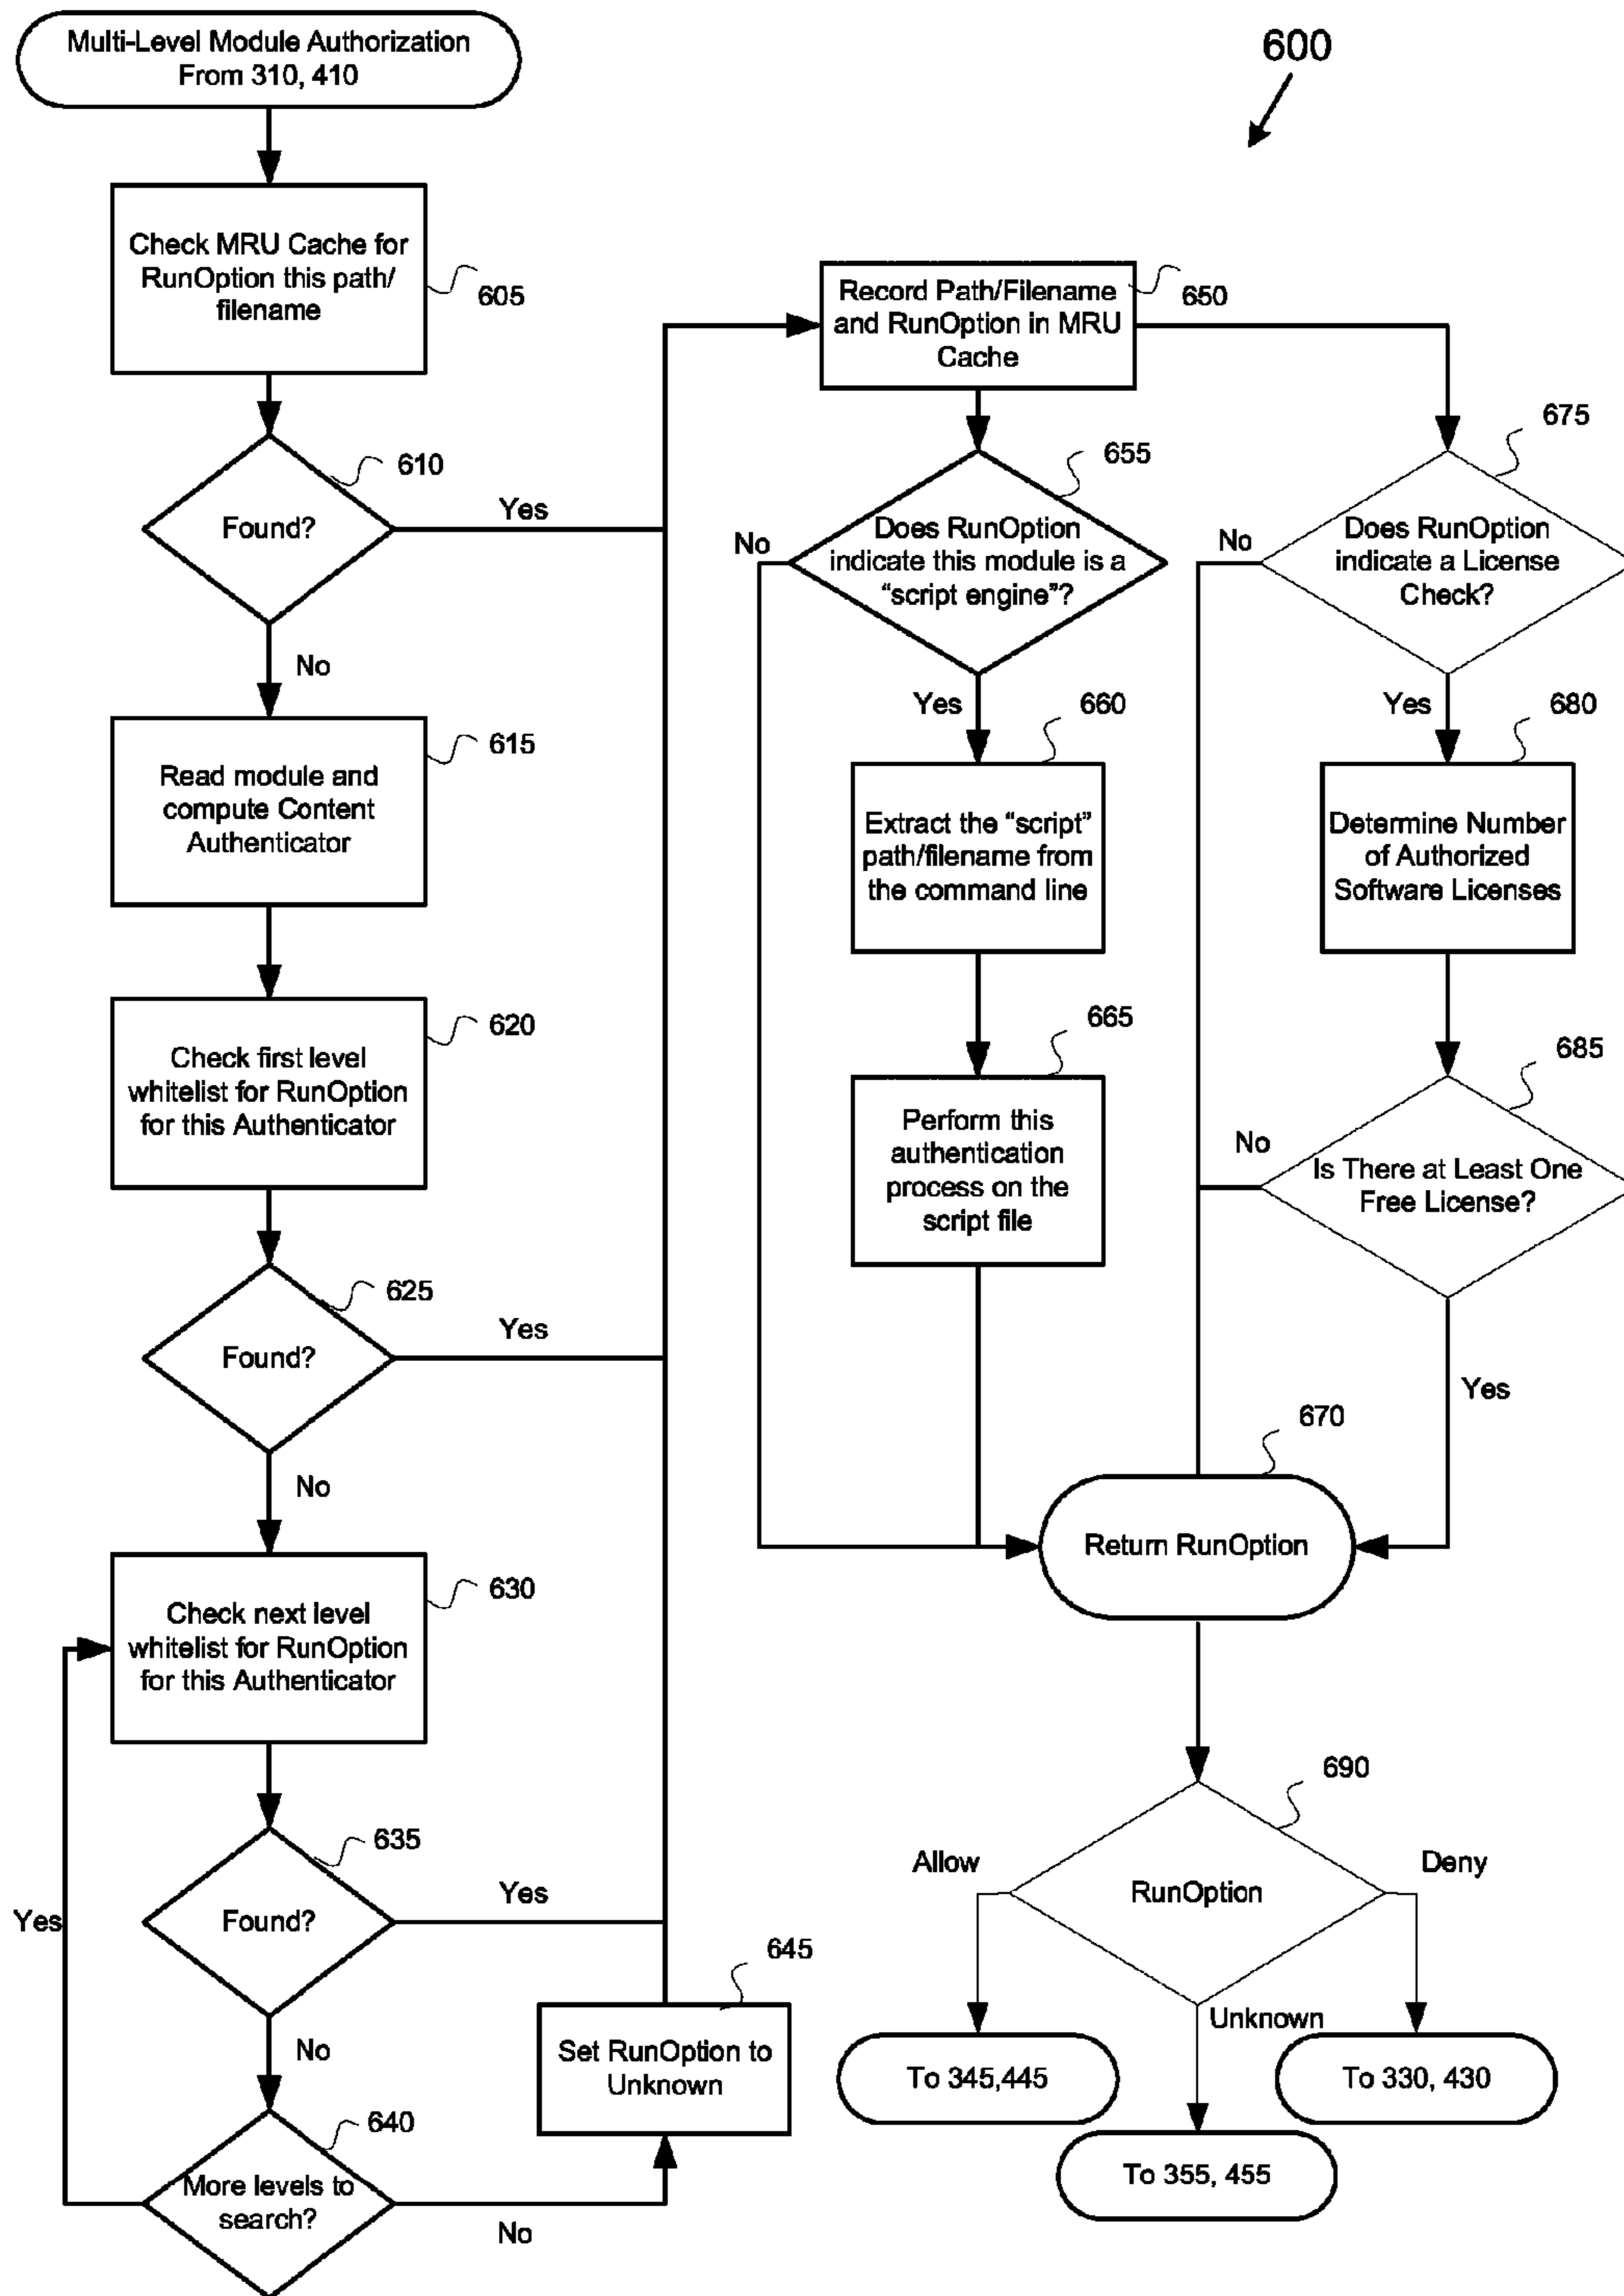 Multi-Level Module Authorization
From 310, 410
600
Check MRU Cache for
RunOption this path/
filename
605
610
Found?
Yes
No
Read module and
compute Content
Authenticator
615
Check first level
whitelist for RunOption
for this Authenticator
620
625
Found?
Yes
No
Check next level
whitelist for RunOption
for this Authenticator
630
635
Found?
Yes
Yes
No
640
More levels to
search?
No
645
Set RunOption to
Unknown
Record Path/Filename
and RunOption in MRU
Cache
650
655
Does RunOption
indicate this module is a
“script engine”?
No
Yes
660
Extract the “script”
path/filename from
the command line
665
Perform this
authentication
process on the
script file
675
Does RunOption
indicate a License
Check?
No
Yes
680
Determine Number
of Authorized
Software Licenses
685
Is There at Least One
Free License?
No
Yes
670
Return RunOption
690
RunOption
Allow
Deny
Unknown
To 345,445
To 330, 430
To 355, 455